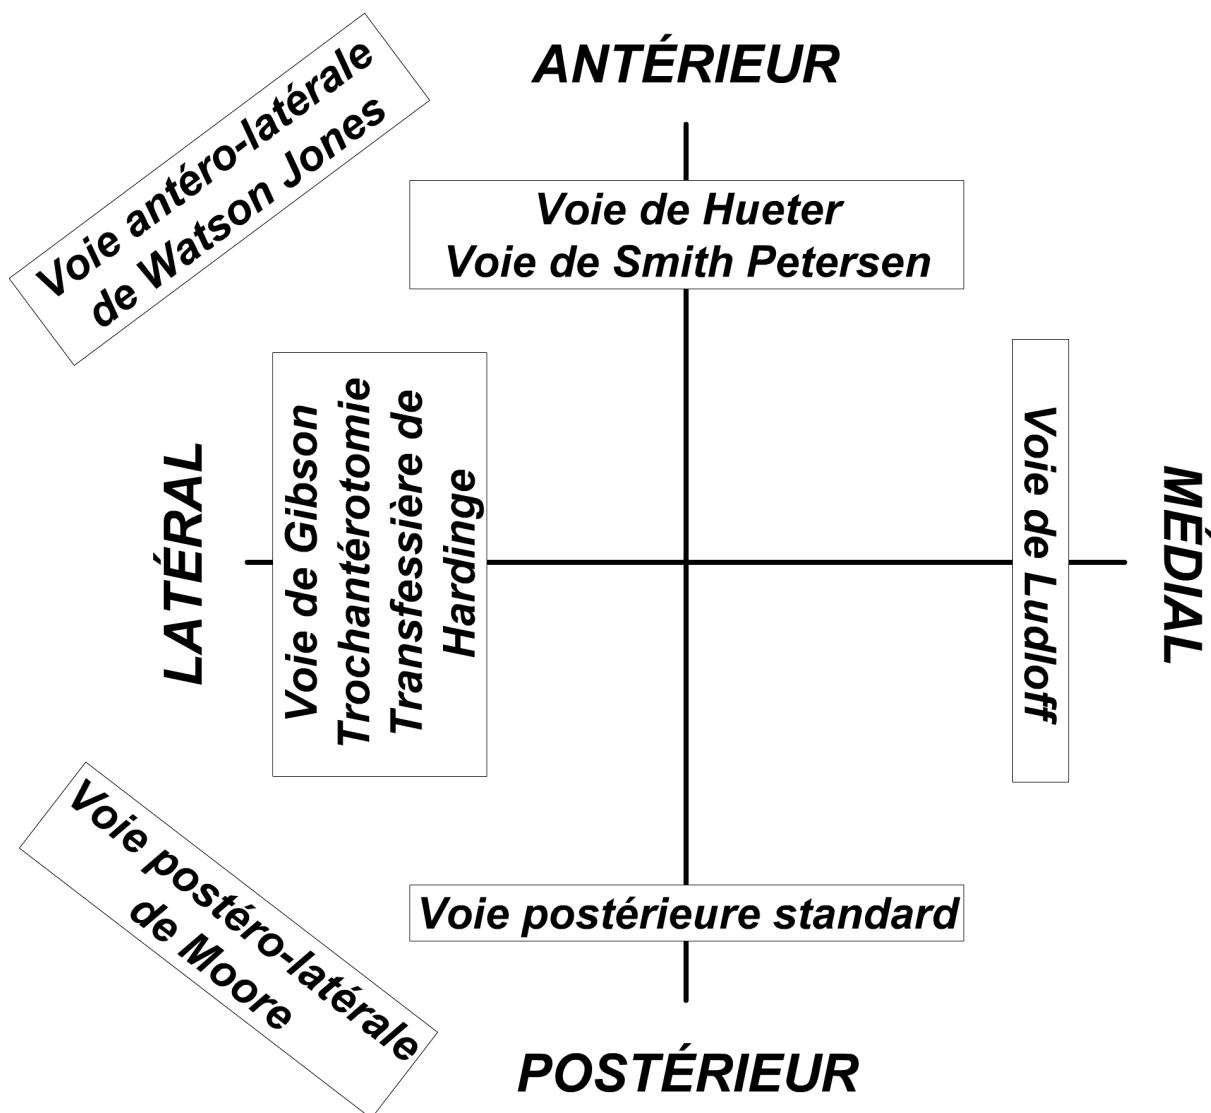 ANTÉRIEUR
Voie antéro-latérale
de Watson Jones
Voie de Hueter
Voie de Smith Petersen
LATÉRAL
Voie de Gibson
Trochantérotomie
Transfessière de
Hardinge
Voie de Ludloff
MÉDIAL
Voie postéro-latérale
de Moore
Voie postérieure standard
POSTÉRIEUR